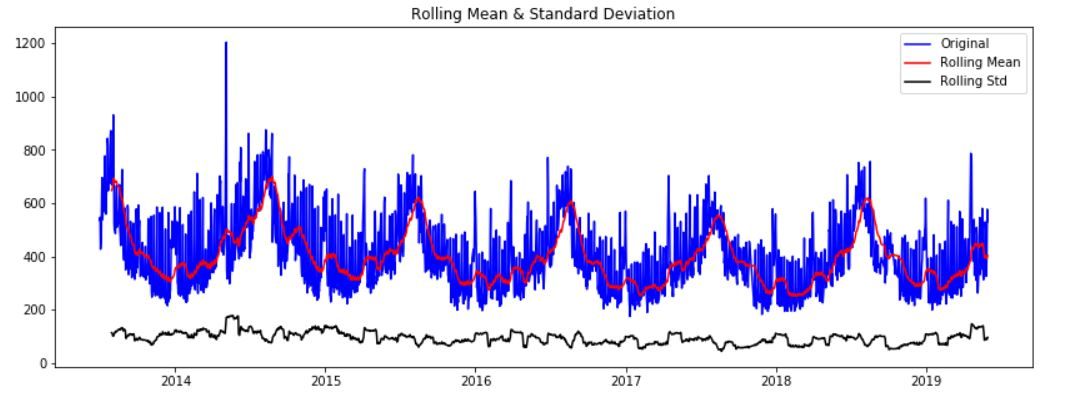 Rolling Mean & Standard Deviation
1200
1000
800
600
400
200
0
Original
Rolling Mean
Rolling Std
2014 2015 2016 2017 2018 2019